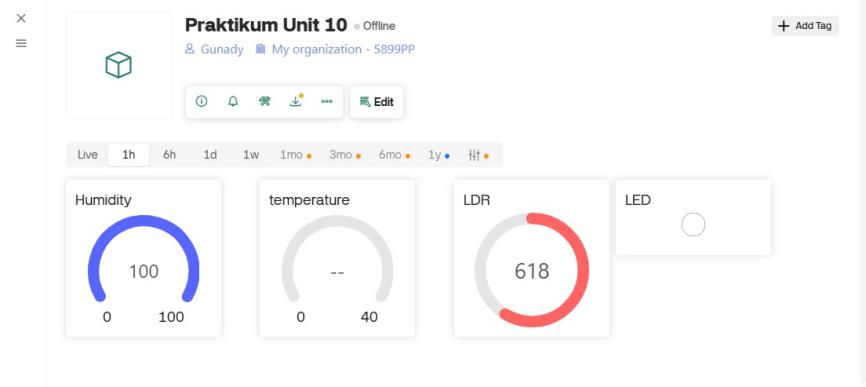 Praktikum Unit 10 Offline
Add Tag
Gunady My organization - 5899PP
Edit
Live 1h 6h 1d 1w 1mo 3mo 6mo 1y
Humidity
100
0 100
temperature
--
0 40
LDR
618
LED